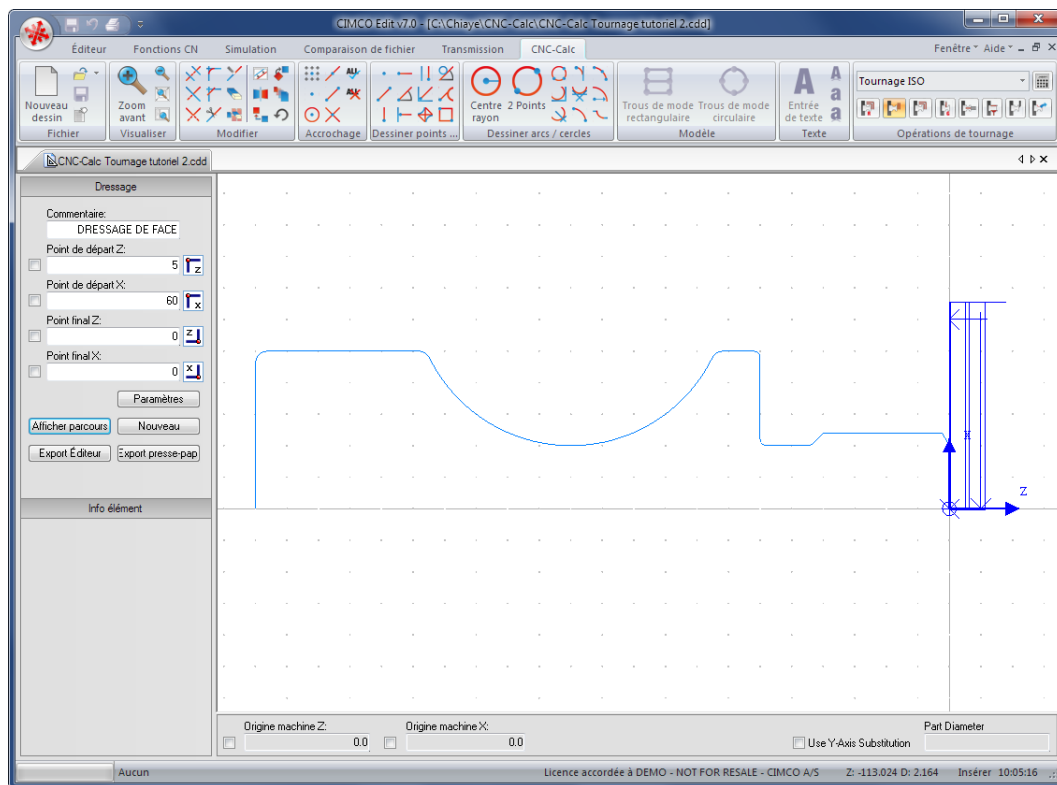 CIMCO Edit v7.0 - [C:\Chiaye\CNC-Calc\CNC-Calc Tournage tutoriel 2.cdd]
Éditeur Fonctions CN Simulation Comparaison de fichier Transmission CNC-Calc Fenêtre Aide
Nouveau dessin
Zoom avant
Centre rayon
2 Points
Trous de mode rectangulaire
Trous de mode circulaire
Entrée de texte
Tournage ISO
Fichier Visualiser Modifier Accrochage Dessiner points ... Dessiner arcs / cercles Modèle Texte Opérations de tournage
CNC-Calc Tournage tutoriel 2.cdd
Dressage
Commentaire:
DRESSAGE DE FACE
Point de départ Z:
5
Point de départ X:
60
Point final Z:
0
Point final X:
0
Paramètres
Afficher parcours Nouveau
Export Éditeur Export presse-pap
Info élément
X
Z
Origine machine Z: Origine machine X: Part Diameter
0.0 0.0 Use Y-Axis Substitution
Aucun Licence accordée à DEMO - NOT FOR RESALE - CIMCO A/S Z: -113.024 D: 2.164 Insérer 10:05:16